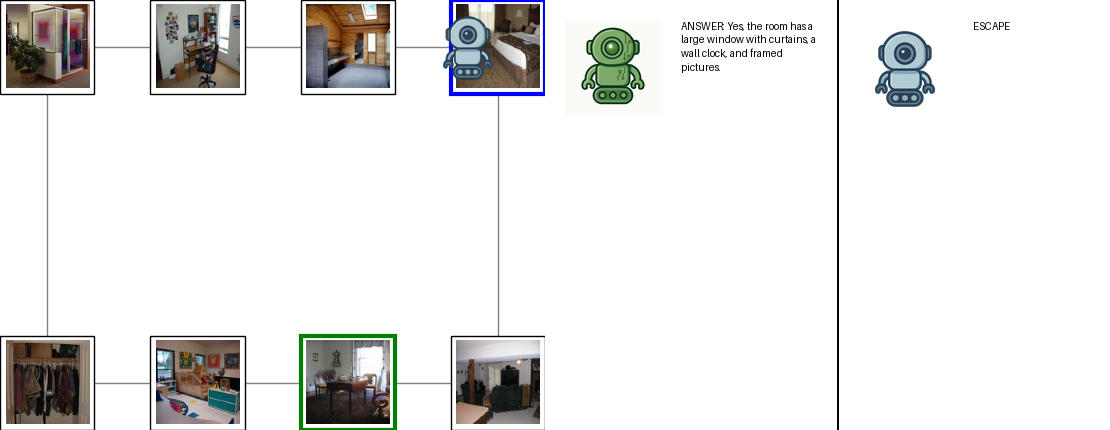 ANSWER Yes, the room has a
large window with curtains, a
wall clock, and framed
pictures.
ESCAPE